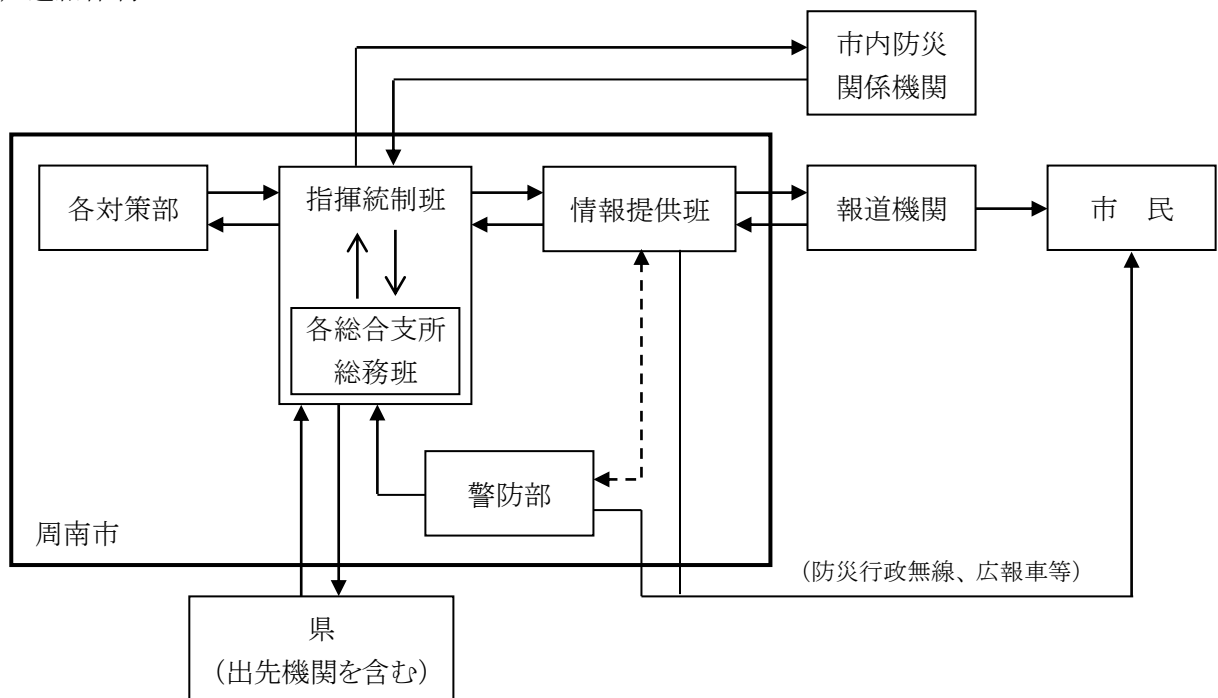 市内防災
関係機関
各対策部
指揮統制班
情報提供班
報道機関
市 民
各総合支所
総務班
警防部
周南市
（防災行政無線、広報車等）
県
（出先機関を含む）